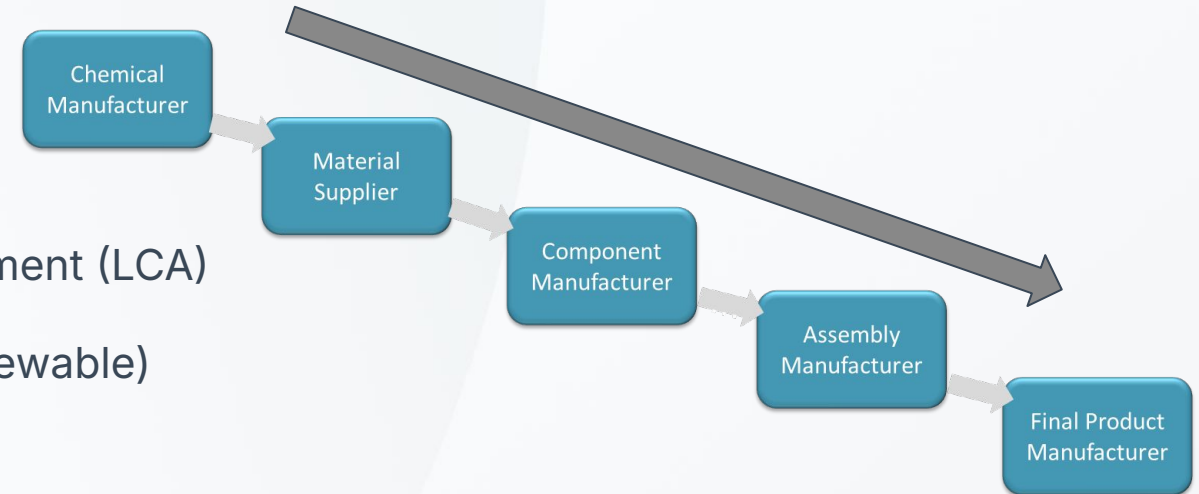 Chemical
Manufacturer
Material
Supplier
ment (LCA)
Component
Manufacturer
ewable)
Assembly
Manufacturer
Final Product
Manufacturer